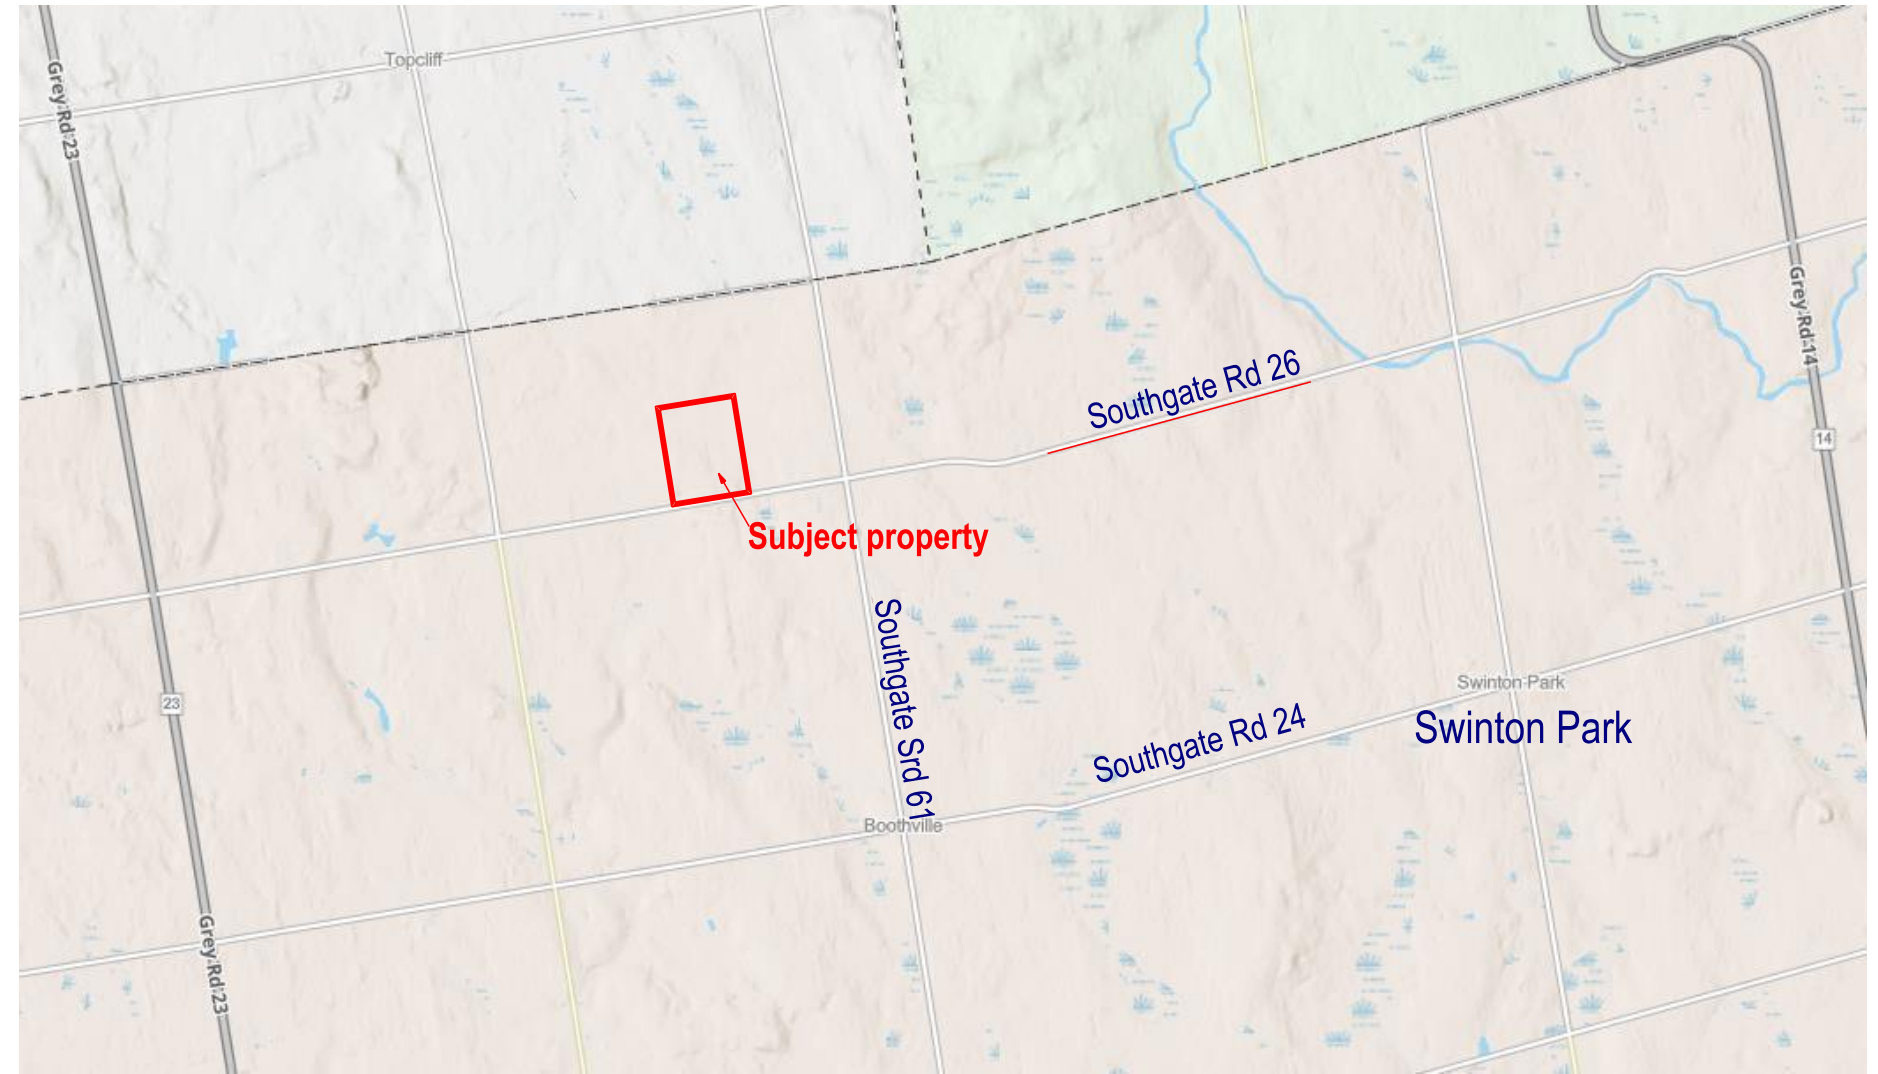 Topcliff
Grey Rd 23
Grey Rd 14
Southgate Rd 26
14
Subject property
Southgate Srd 61
23
Swinton Park
Southgate Rd 24
Swinton Park
Boothville
Grey Rd 23